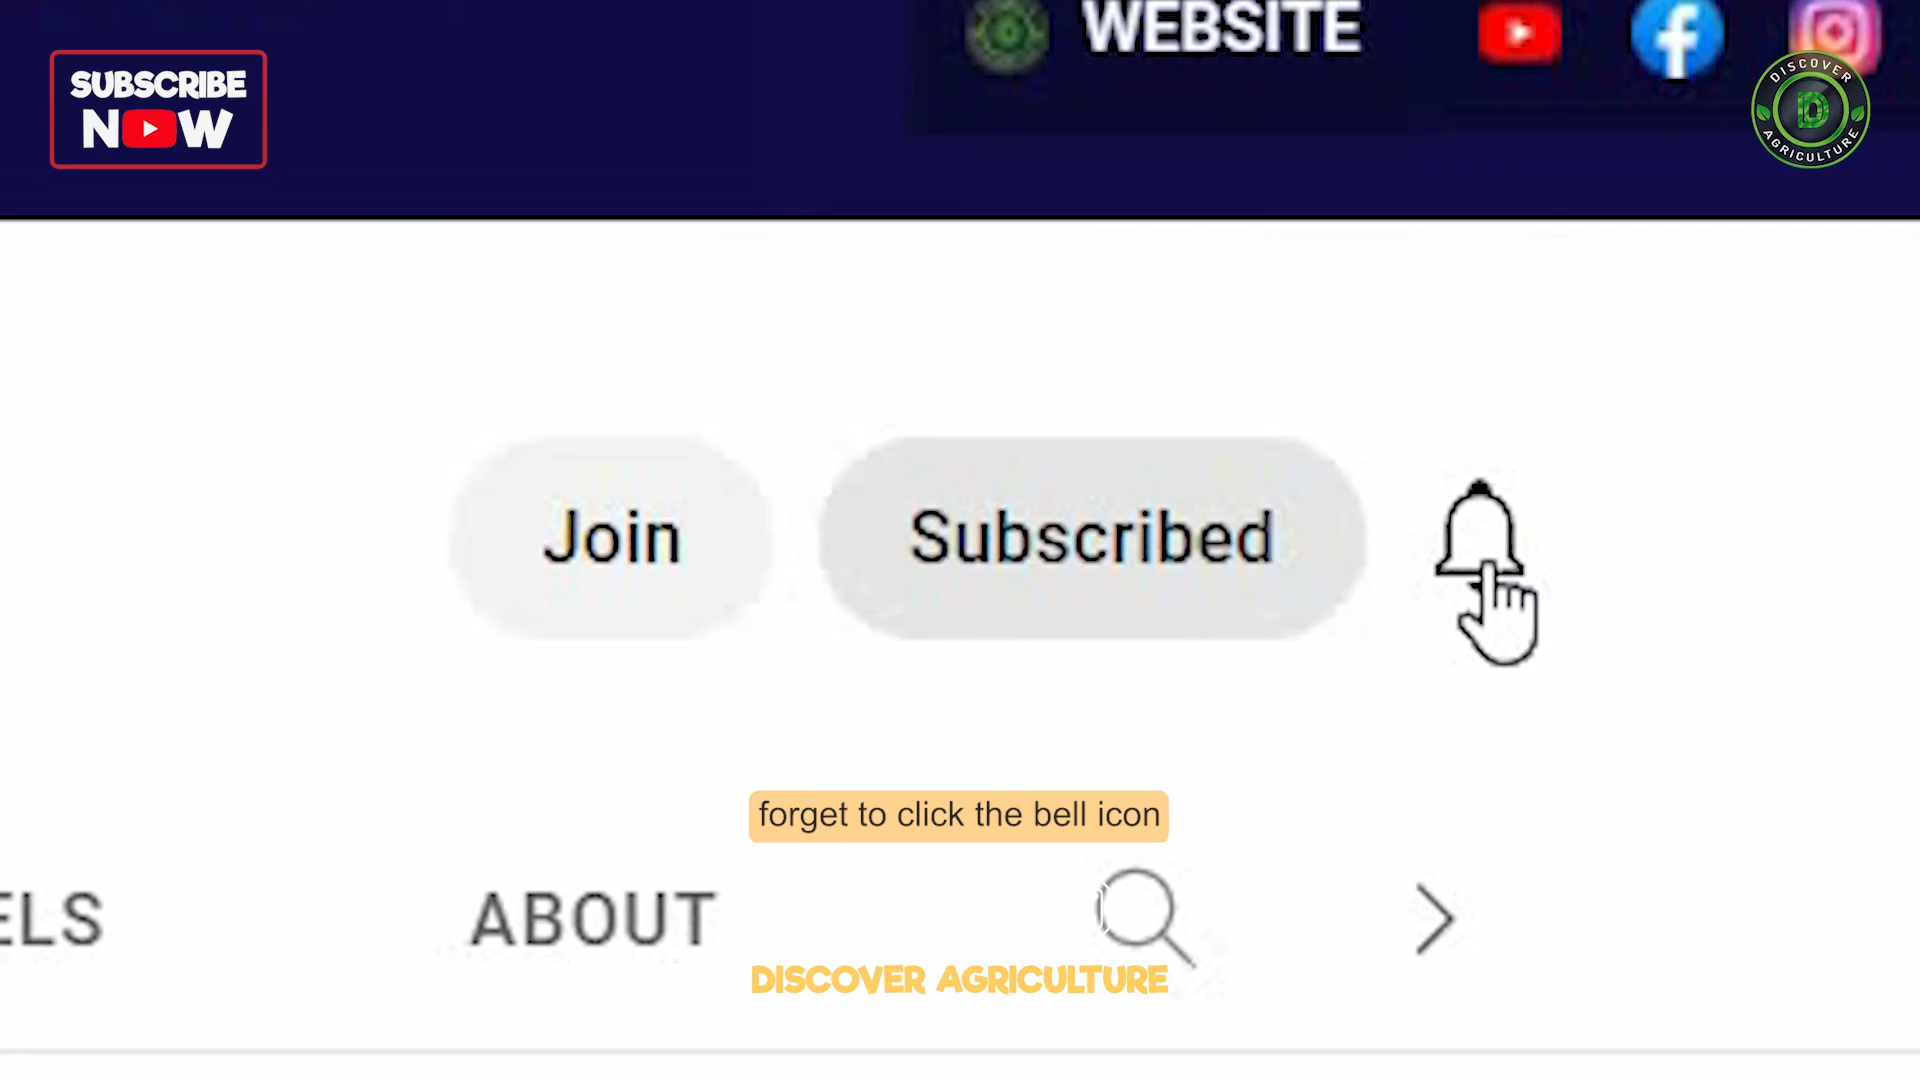 WEBSITE
SUBSCRIBE
NOW
DISCOVER
D
AGRICULTURE
Join
Subscribed
forget to click the bell icon
ELS
ABOUT
DISCOVER AGRICULTURE